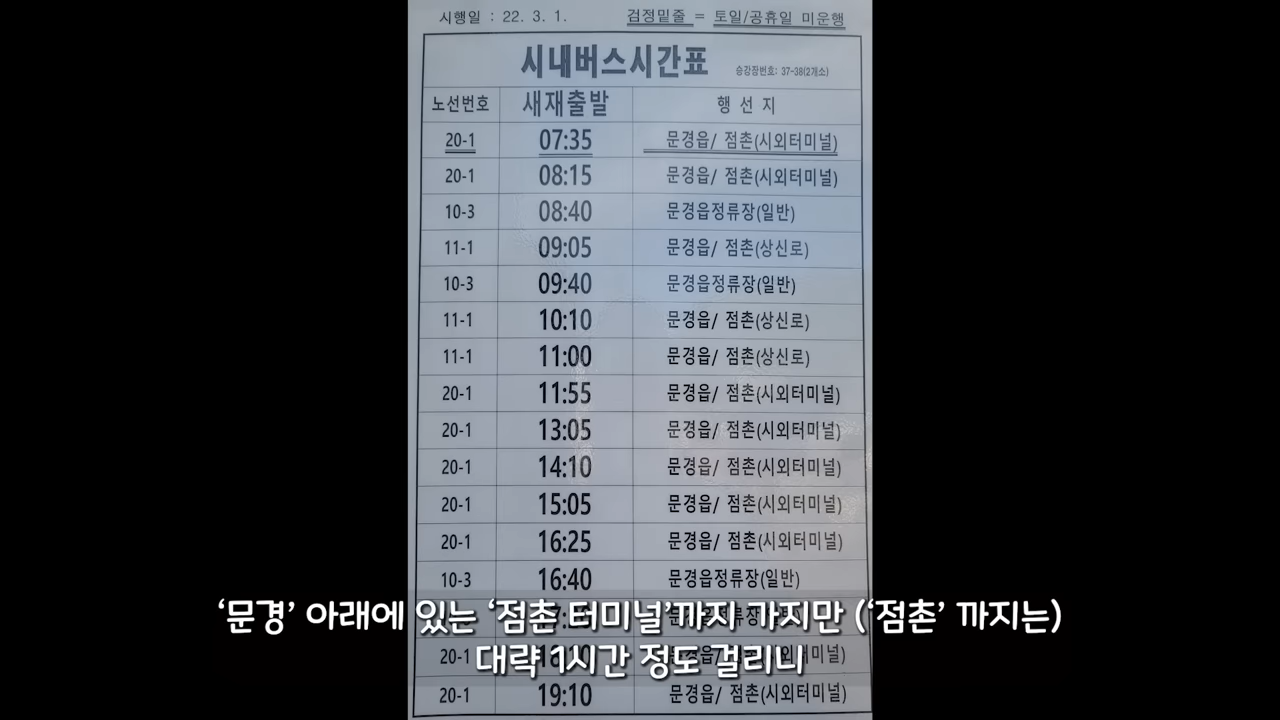 시행일 : 22. 3. 1. 검정밑줄 = 토일/공휴일 미운행
시내버스시간표 승강장번호: 37-38(2개소)
노선번호 새재출발 행 선 지
20-1 07:35 문경읍/ 점촌(시외터미널)
20-1 08:15 문경읍/ 점촌(시외터미널)
10-3 08:40 문경읍정류장(일반)
11-1 09:05 문경읍/ 점촌(상신로)
10-3 09:40 문경읍정류장(일반)
11-1 10:10 문경읍/ 점촌(상신로)
11-1 11:00 문경읍/ 점촌(상신로)
20-1 11:55 문경읍/ 점촌(시외터미널)
20-1 13:05 문경읍/ 점촌(시외터미널)
20-1 14:10 문경읍/ 점촌(시외터미널)
20-1 15:05 문경읍/ 점촌(시외터미널)
20-1 16:25 문경읍/ 점촌(시외터미널)
10-3 16:40 문경읍정류장(일반)
‘문경’ 아래에 있는 ‘점촌 터미널’까지 가지만 (‘점촌’ 까지는)
대략 1시간 정도 걸리니
20-1
20-1 19:10 문경읍/ 점촌(시외터미널)